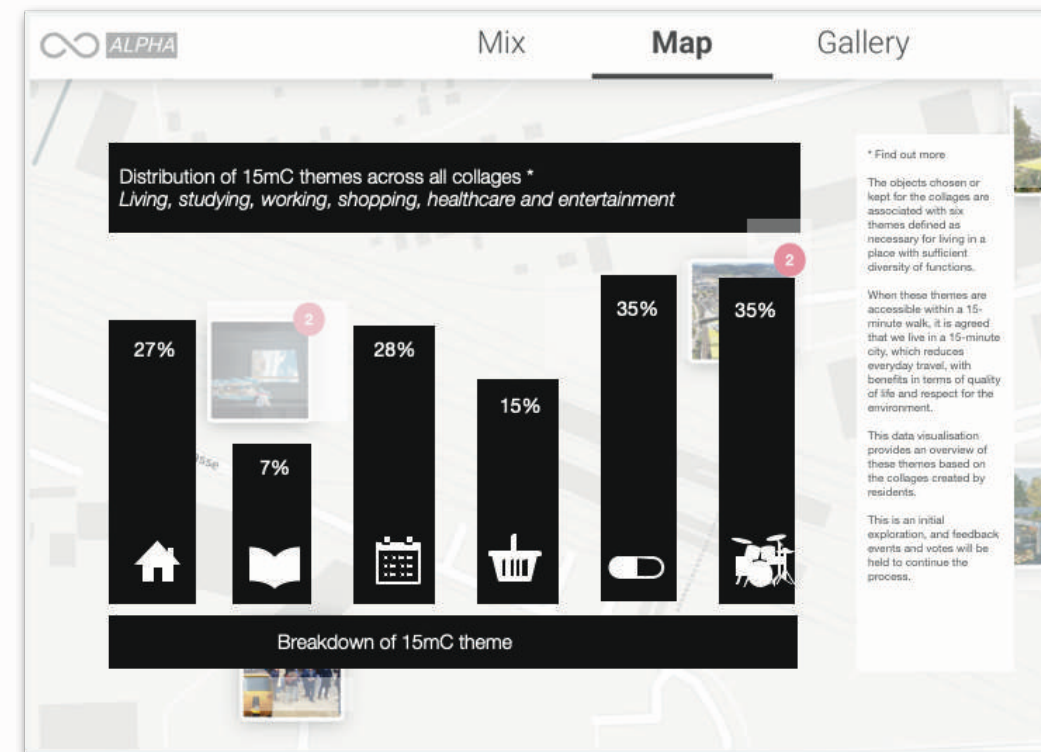 ALPHA
Mix
Map
Gallery
Distribution of 15mC themes across all collages *
Living, studying, working, shopping, healthcare and entertainment
2
2
27%
7%
28%
15%
35%
35%
Breakdown of 15mC theme
* Find out more
The objects chosen or
kept for the collages are
associated with six
themes defined as
necessary for living in a
place with sufficient
diversity of functions.
When these themes are
accessible within a 15-
minute walk, it is agreed
that we live in a 15-minute
city, which reduces
everyday travel, with
benefits in terms of quality
of life and respect for the
environment.
This data visualisation
provides an overview of
these themes based on
the collages created by
residents.
This is an initial
exploration, and feedback
events and votes will be
held to continue the
process.